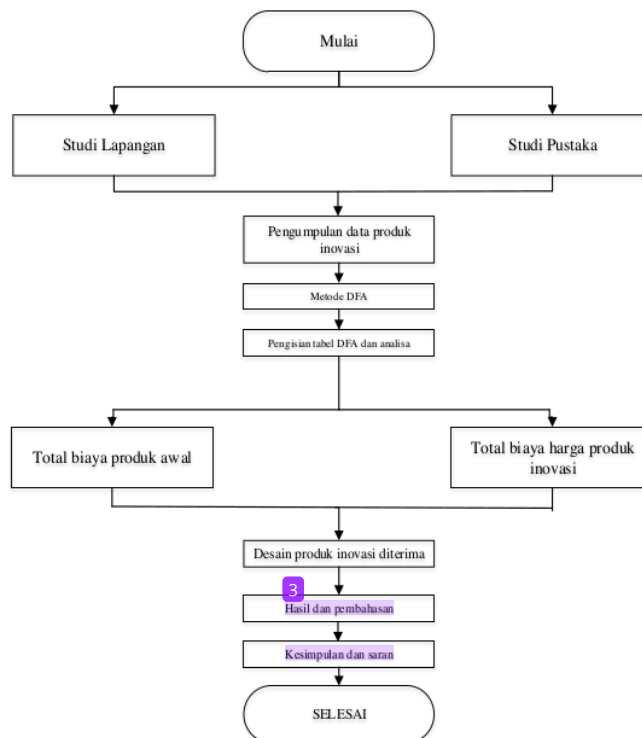 Mulai
Studi Lapangan
Studi Pustaka
Pengumpulan data produk
inovasi
Metode DFA
Pengisian tabel DFA dan analisa
Total biaya produk awal
Total biaya harga produk
inovasi
Desain produk inovasi diterima
3
Hasil dan pembahasan
Kesimpulan dan saran
SELESAI